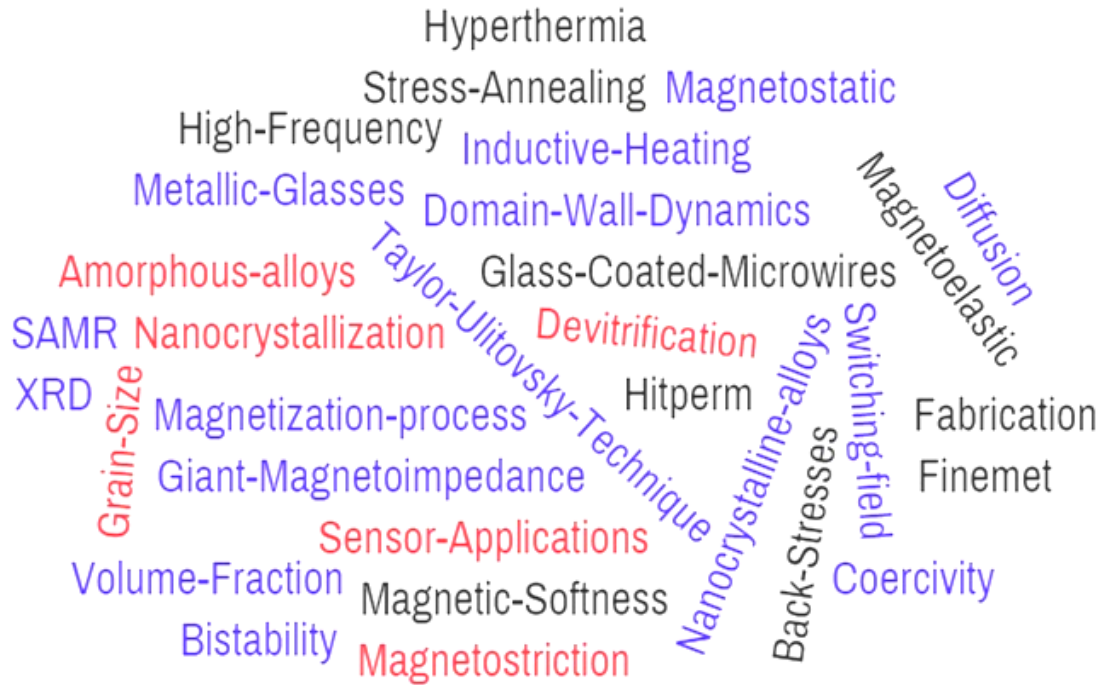 Hyperthermia
Stress-Annealing
Magnetostatic
High-Frequency
Inductive-Heating
Metallic-Glasses
Domain-Wall-Dynamics
Magnetoelastic
Diffusion
Amorphous-alloys
Taylor-Ulitovsky-Technique
Glass-Coated-Microwires
SAMR
Nanocrystallization
Devitrification
Nanocrystalline-alloys
Switching-field
XRD
Grain-Size
Magnetization-process
Hitperm
Fabrication
Giant-Magnetoimpedance
Back-Stresses
Finemet
Sensor-Applications
Volume-Fraction
Magnetic-Softness
Coercivity
Bistability
Magnetostriction